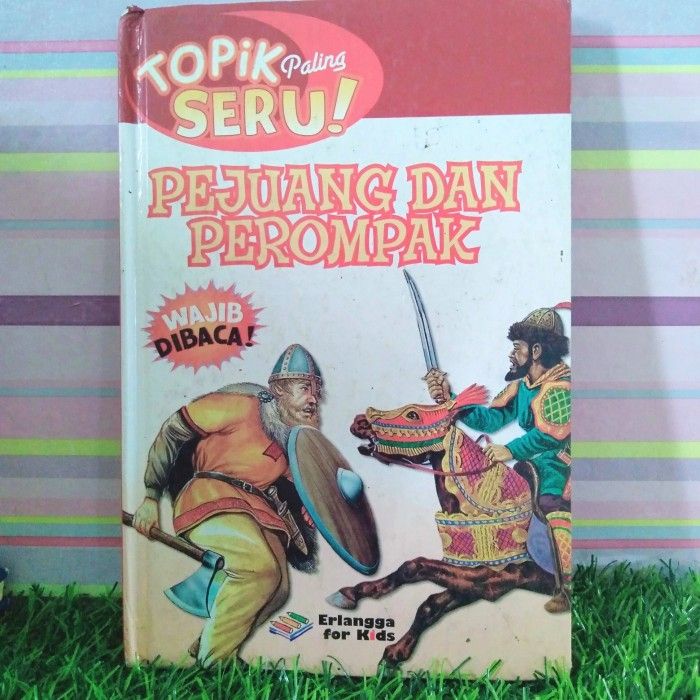 TOPIK Paling
SERU!
PEJUANG DAN
PEROMPAK
WAJIB
DIBACA!
Erlangga
for Kids